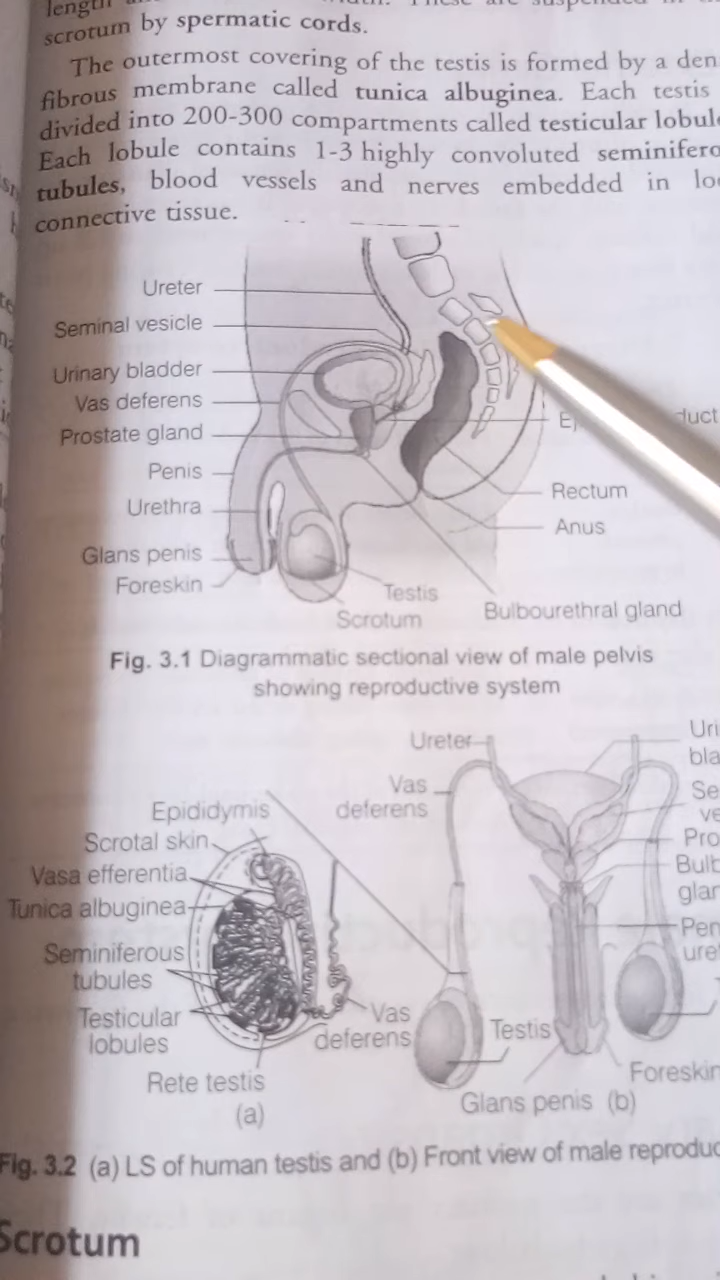 length
scrotum by spermatic cords.
The outermost covering of the testis is formed by a
fibrous membrane called tunica albuginea. Each testis
divided into 200-300 compartments called testicular
Each lobule contains 1-3 highly convoluted
tubules, blood vessels and nerves embedded in
connective tissue.
Ureter
Seminal vesicle
Urinary bladder
Vas deferens
Prostate gland
Penis
Urethra
Glans penis
Foreskin
Rectum
Anus
Testis
Scrotum
Bulbourethral gland
Fig. 3.1 Diagrammatic sectional view of male pelvis
showing reproductive system
Epididymis
Scrotal skin
Vasa efferentia
Tunica albuginea
Seminiferous
tubules
Testicular
lobules
Rete testis
(a)
Vas
deferens
Ureter
Vas
deferens
Testis
Glans penis (b)
Foreskin
Fig. 3.2 (a) LS of human testis and (b) Front view of male
Scrotum